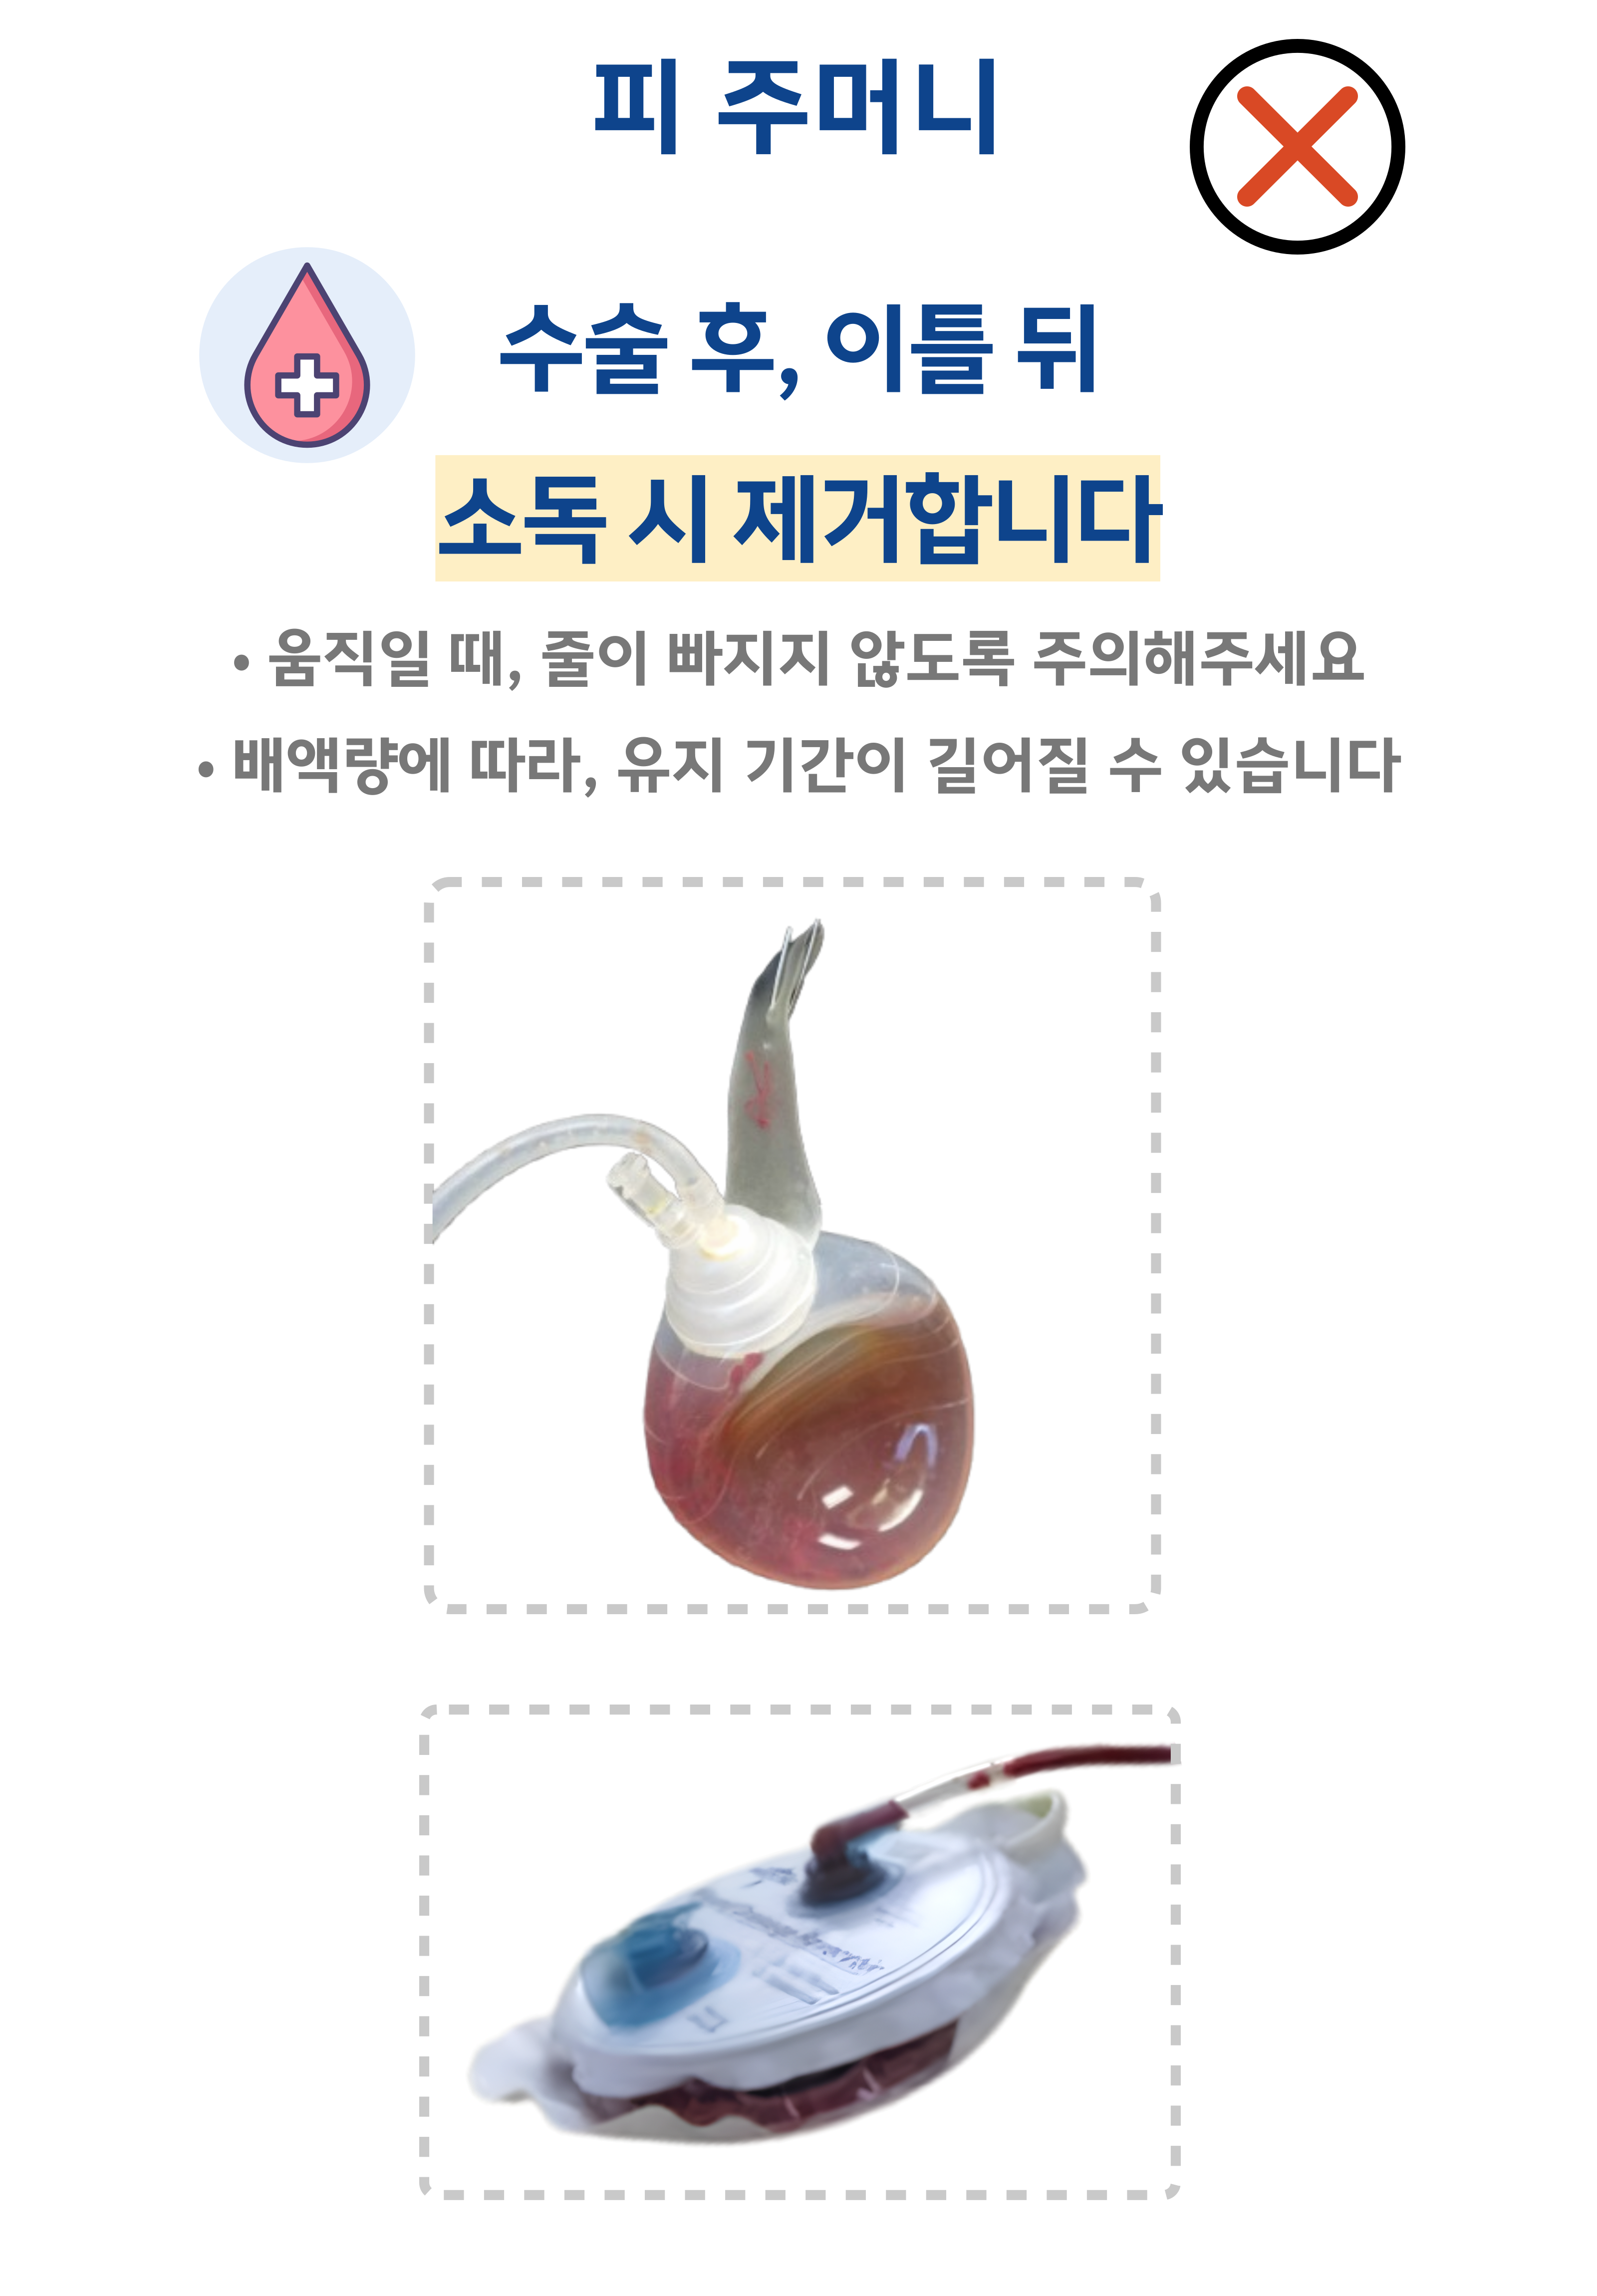 피 주머니
수술 후, 이틀 뒤
소독 시 제거합니다
• 움직일 때, 줄이 빠지지 않도록 주의해주세요
• 배액량에 따라, 유지 기간이 길어질 수 있습니다